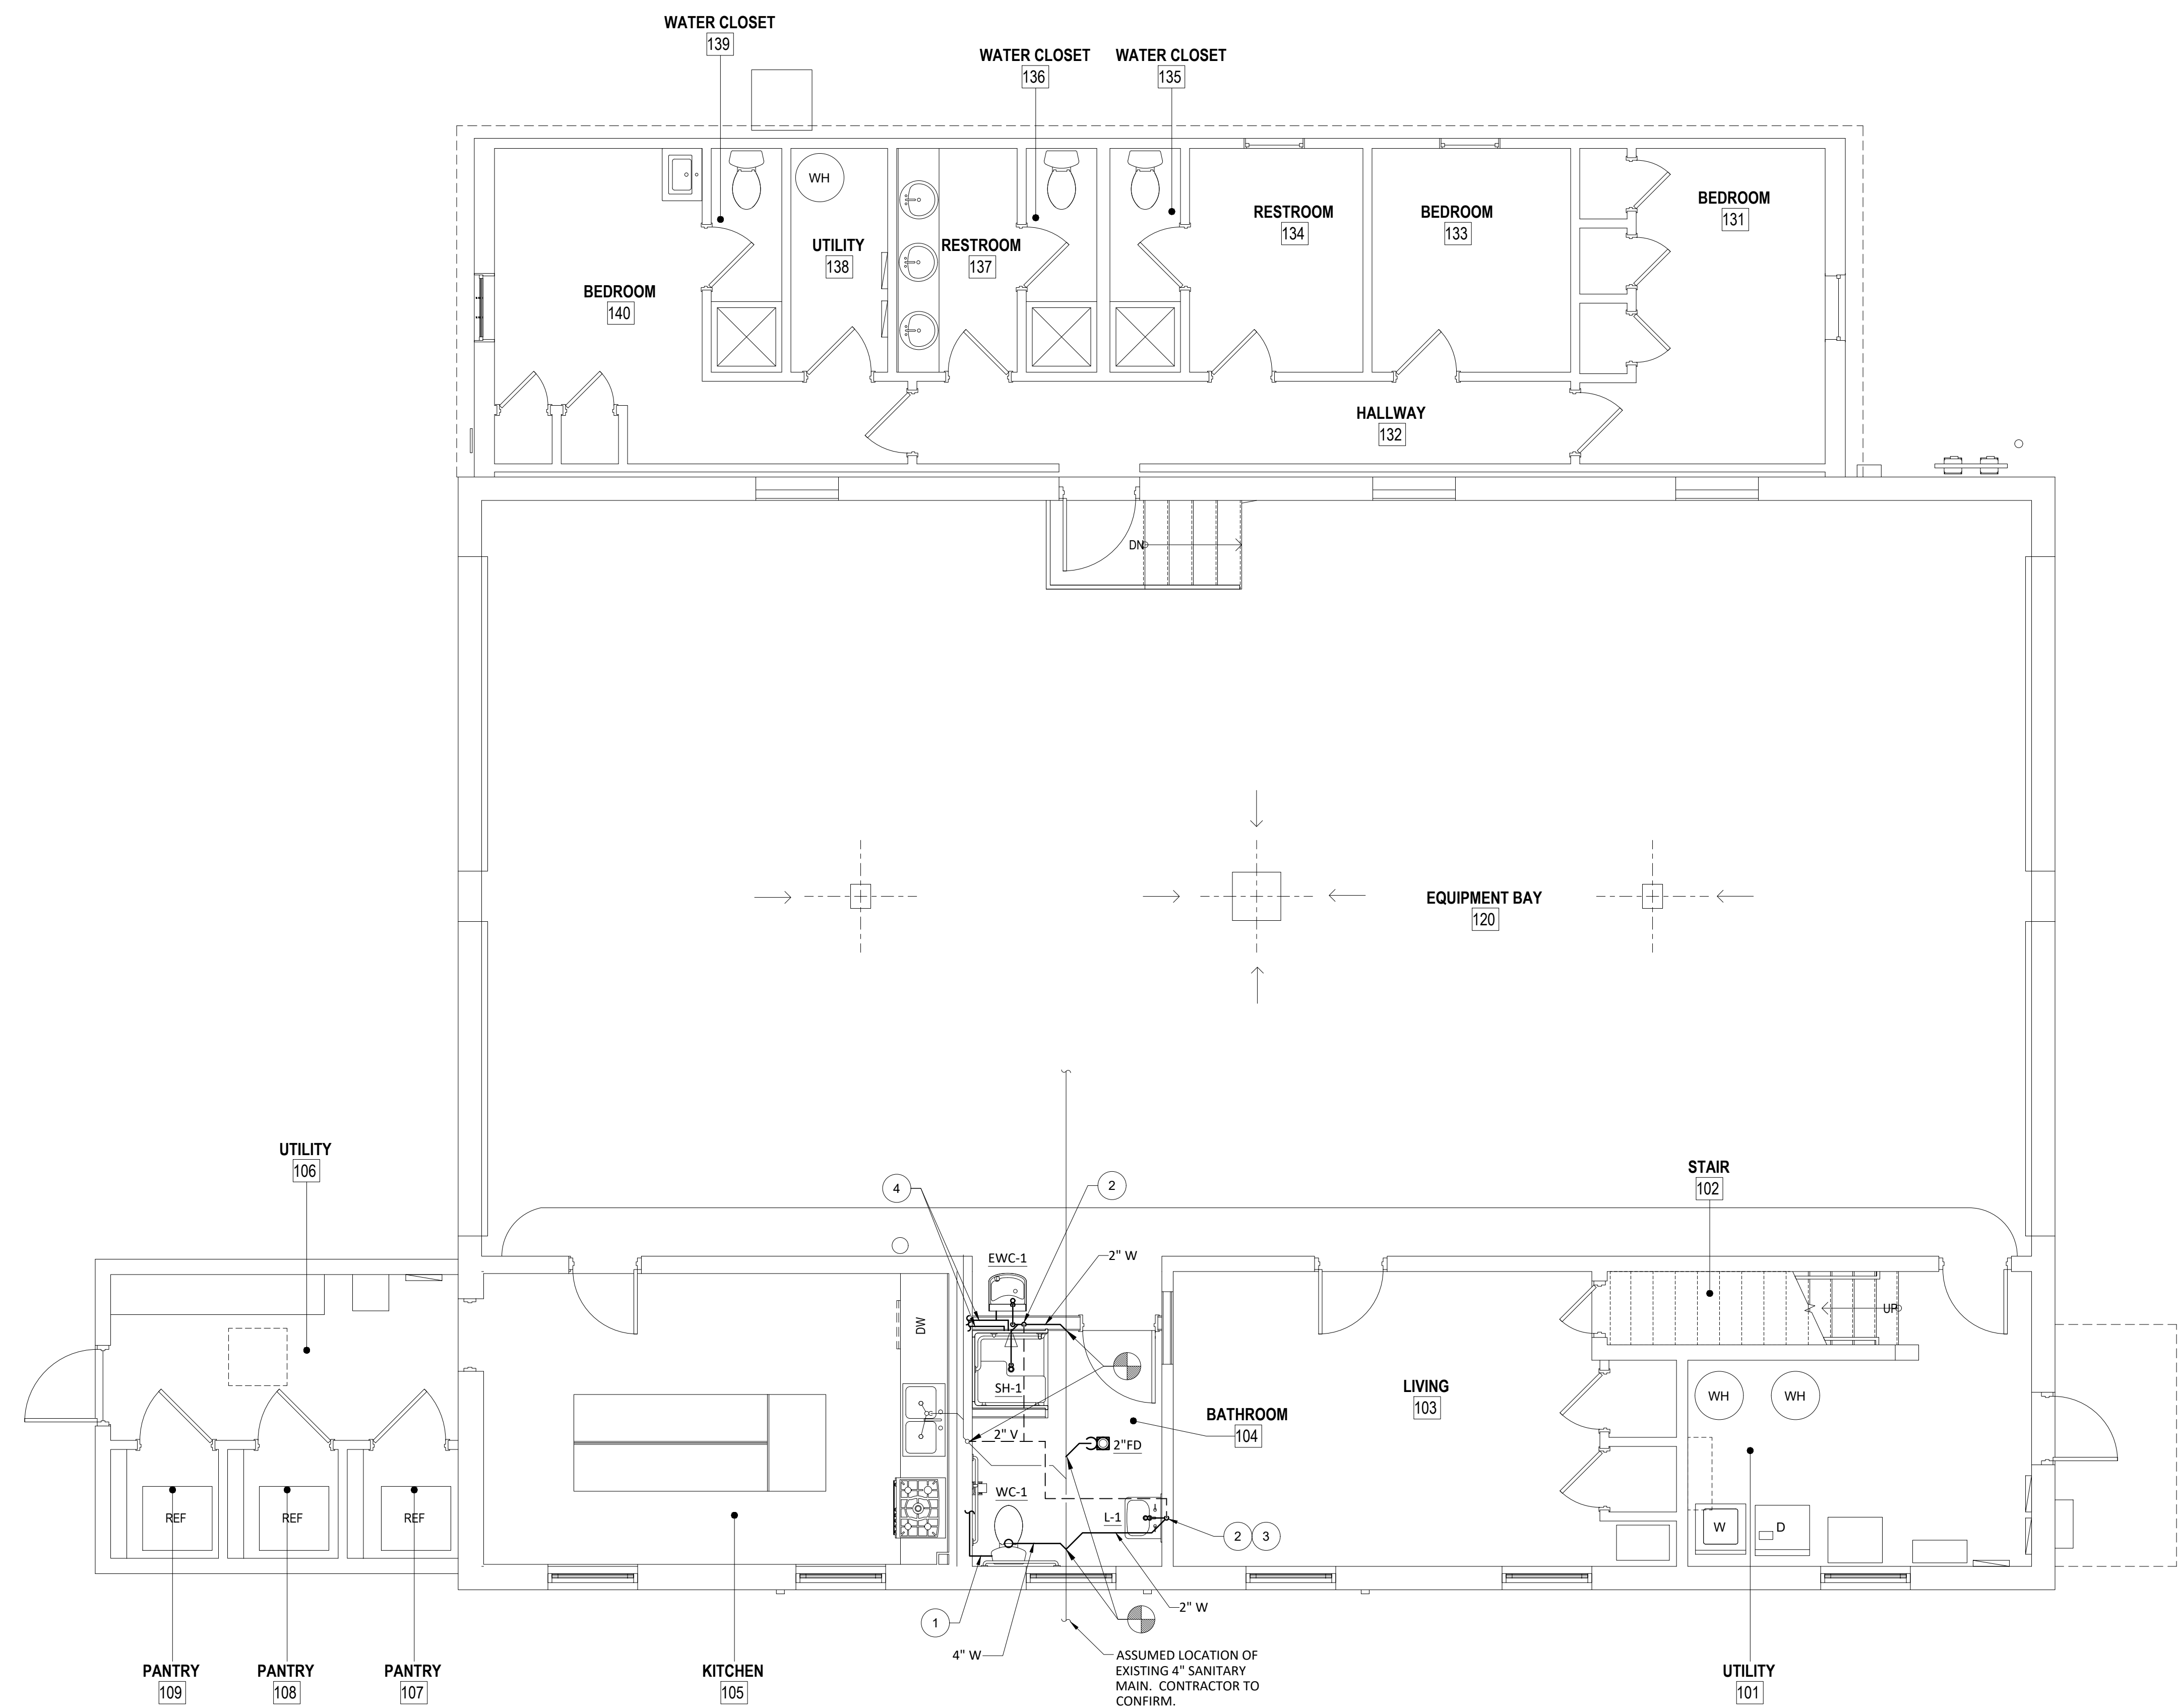 WATER CLOSET
139
WATER CLOSET
136
WATER CLOSET
135
WH
UTILITY
138
RESTROOM
137
RESTROOM
134
BEDROOM
133
BEDROOM
131
BEDROOM
140
HALLWAY
132
DN
EQUIPMENT BAY
120
UTILITY
106
STAIR
102
4
2
EWC-1
2" W
UP
DW
SH-1
WH
WH
LIVING
103
BATHROOM
104
2" V
2"FD
WC-1
L-1
REF
REF
REF
W
D
2
3
1
2" W
4" W
ASSUMED LOCATION OF
EXISTING 4" SANITARY
MAIN. CONTRACTOR TO
CONFIRM.
PANTRY
109
PANTRY
108
PANTRY
107
KITCHEN
105
UTILITY
101